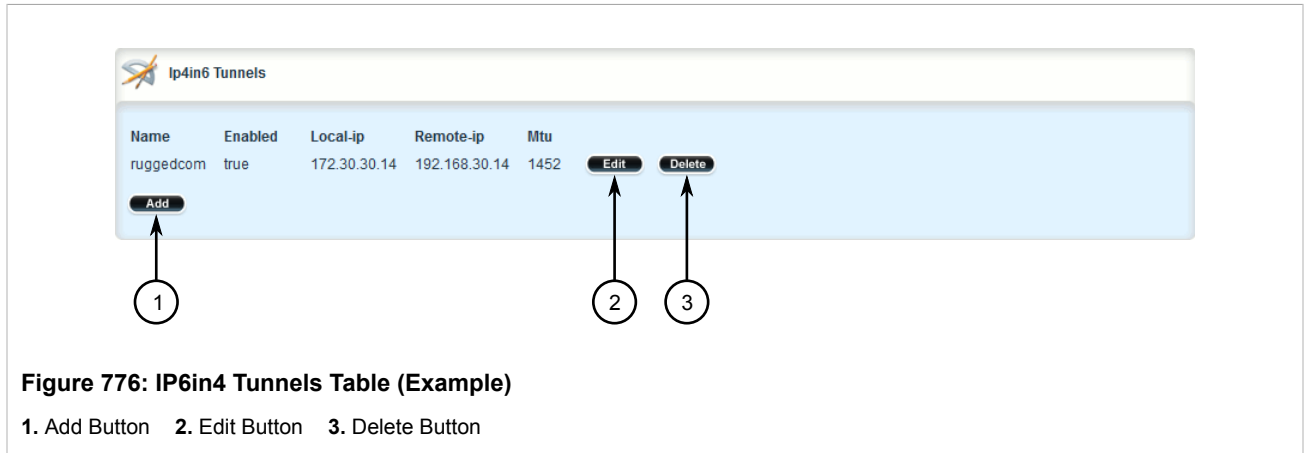 Ip4in6 Tunnels
Name Enabled Local-ip Remote-ip Mtu
ruggedcom true 172.30.30.14 192.168.30.14 1452 Edit Delete
Add
1 2 3
Figure 776: IP6in4 Tunnels Table (Example)
1. Add Button 2. Edit Button 3. Delete Button